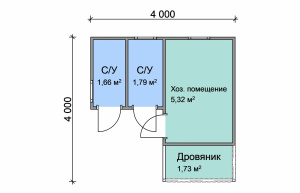 4 000
4 000
С/У
1,66 м²
С/У
1,79 м²
Хоз. помещение
5,32 м²
Дровяник
1,73 м²